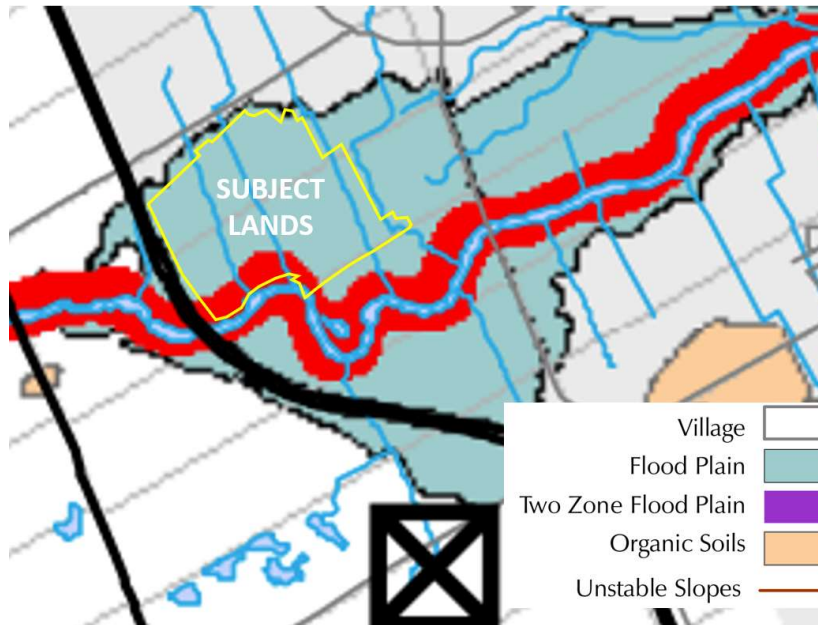 SUBJECT
LANDS
Village
Flood Plain
Two Zone Flood Plain
Organic Soils
Unstable Slopes